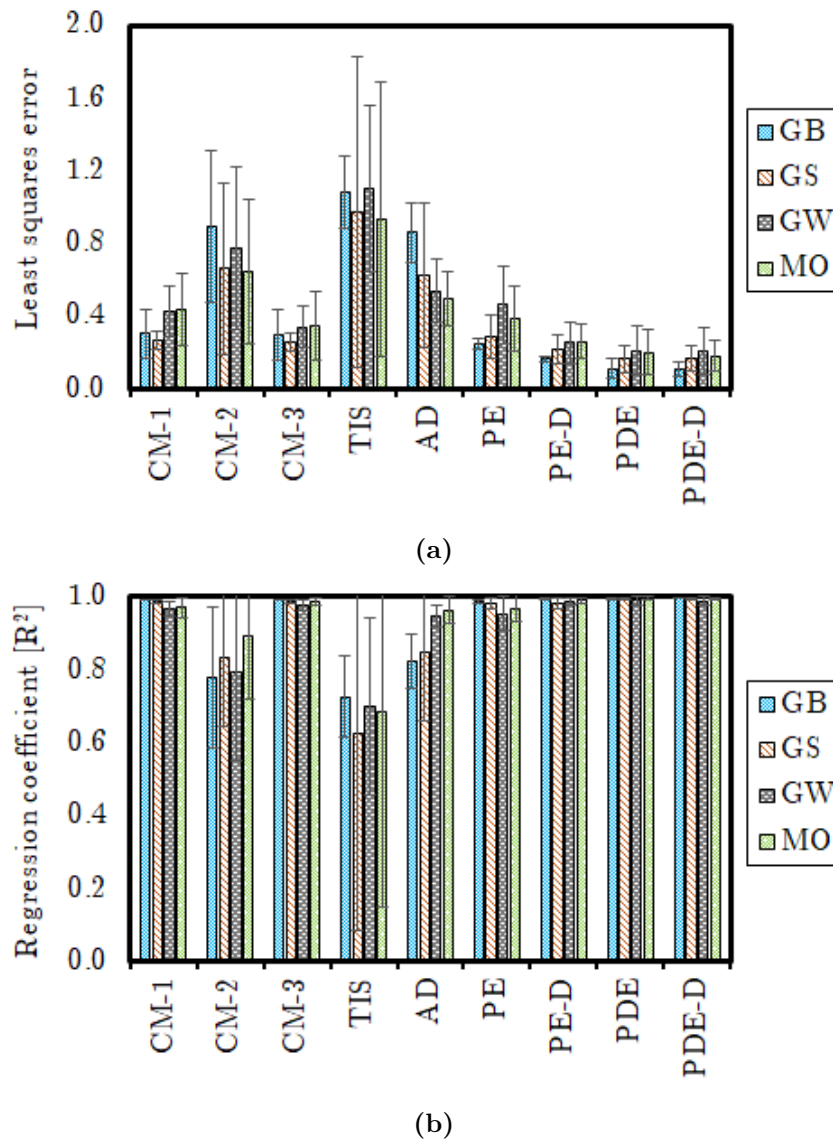 2.0
1.6
1.2
0.8
0.4
0.0
Least squares error
CM-1
CM-2
CM-3
TIS
AD
PE
PE-D
PDE
PDE-D
GB
GS
GW
MO
(a)
1.0
0.8
0.6
0.4
0.2
0.0
Regression coefficient [R²]
CM-1
CM-2
CM-3
TIS
AD
PE
PE-D
PDE
PDE-D
GB
GS
GW
MO
(b)